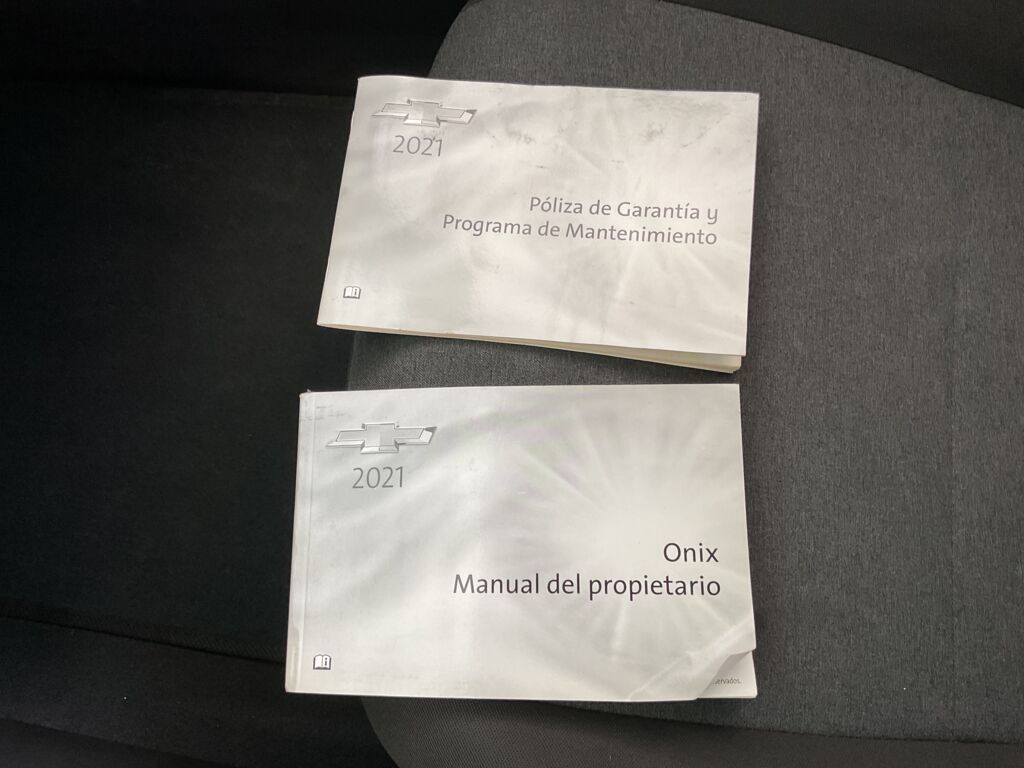 2021
Póliza de Garantía y
Programa de Mantenimiento
2021
Onix
Manual del propietario